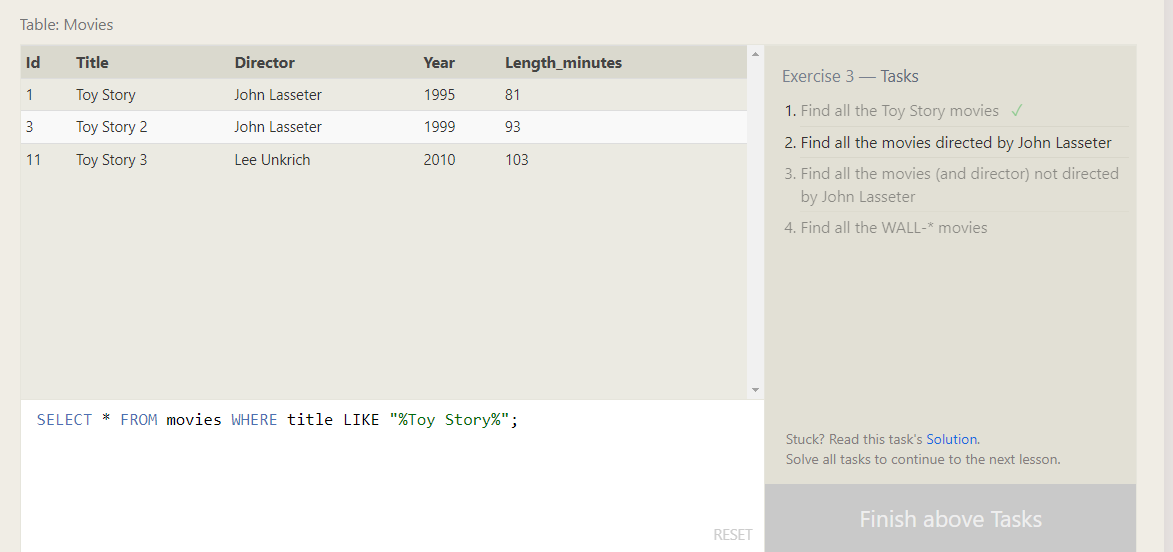 Table: Movies
Id Title Director Year Length_minutes
1 Toy Story John Lasseter 1995 81
3 Toy Story 2 John Lasseter 1999 93
11 Toy Story 3 Lee Unkrich 2010 103
SELECT * FROM movies WHERE title LIKE "%Toy Story%";
RESET
Exercise 3 — Tasks
1. Find all the Toy Story movies ✓
2. Find all the movies directed by John Lasseter
3. Find all the movies (and director) not directed
by John Lasseter
4. Find all the WALL-* movies
Stuck? Read this task's Solution.
Solve all tasks to continue to the next lesson.
Finish above Tasks